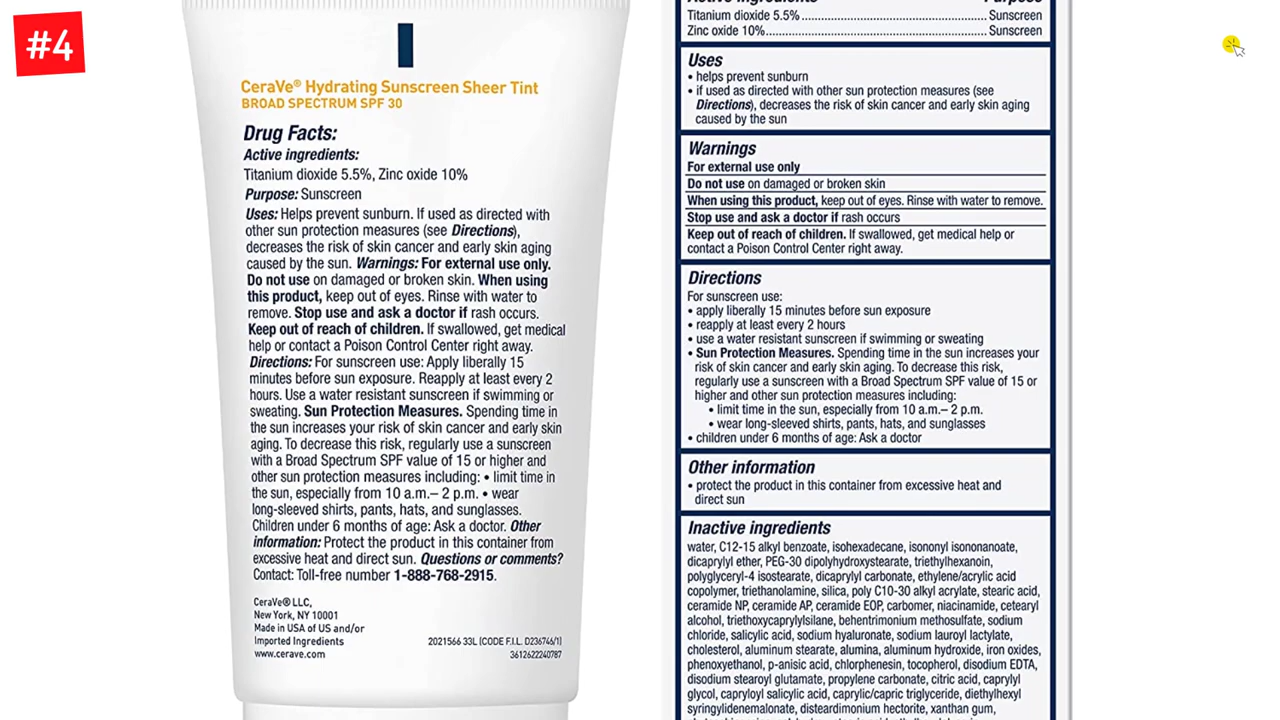 #4
CeraVe® Hydrating Sunscreen Sheer Tint
BROAD SPECTRUM SPF 30
Drug Facts:
Active ingredients:
Titanium dioxide 5.5%, Zinc oxide 10%
Purpose: Sunscreen
Uses: Helps prevent sunburn. If used as directed with
other sun protection measures (see Directions),
decreases the risk of skin cancer and early skin aging
caused by the sun. Warnings: For external use only.
Do not use on damaged or broken skin. When using
this product, keep out of eyes. Rinse with water to
remove. Stop use and ask a doctor if rash occurs.
Keep out of reach of children. If swallowed, get medical
help or contact a Poison Control Center right away.
Directions: For sunscreen use: Apply liberally 15
minutes before sun exposure. Reapply at least every 2
hours. Use a water resistant sunscreen if swimming or
sweating. Sun Protection Measures. Spending time in
the sun increases your risk of skin cancer and early skin
aging. To decrease this risk, regularly use a sunscreen
with a Broad Spectrum SPF value of 15 or higher and
other sun protection measures including: • limit time in
the sun, especially from 10 a.m.– 2 p.m. • wear
long-sleeved shirts, pants, hats, and sunglasses.
Children under 6 months of age: Ask a doctor. Other
information: Protect the product in this container from
excessive heat and direct sun. Questions or comments?
Contact: Toll-free number 1-888-768-2915.
CeraVe® LLC,
New York, NY 10001
Made in USA of US and/or
Imported Ingredients
www.cerave.com
2021566 33L (CODE F.I.L. D236746/1)
3612622240787
Active ingredients Purpose
Titanium dioxide 5.5%......Sunscreen
Zinc oxide 10%......Sunscreen
Uses
• helps prevent sunburn
• if used as directed with other sun protection measures (see
Directions), decreases the risk of skin cancer and early skin aging
caused by the sun
Warnings
For external use only
Do not use on damaged or broken skin
When using this product, keep out of eyes. Rinse with water to remove.
Stop use and ask a doctor if rash occurs
Keep out of reach of children. If swallowed, get medical help or
contact a Poison Control Center right away.
Directions
For sunscreen use:
• apply liberally 15 minutes before sun exposure
• reapply at least every 2 hours
• use a water resistant sunscreen if swimming or sweating
• Sun Protection Measures. Spending time in the sun increases your
risk of skin cancer and early skin aging. To decrease this risk,
regularly use a sunscreen with a Broad Spectrum SPF value of 15 or
higher and other sun protection measures including:
• limit time in the sun, especially from 10 a.m.– 2 p.m.
• wear long-sleeved shirts, pants, hats, and sunglasses
• children under 6 months of age: Ask a doctor
Other information
• protect the product in this container from excessive heat and
direct sun
Inactive ingredients
water, C12-15 alkyl benzoate, isohexadecane, isononyl isononanoate,
dicaprylyl ether, PEG-30 dipolyhydroxystearate, triethylhexanoin,
polyglyceryl-4 isostearate, dicaprylyl carbonate, ethylene/acrylic acid
copolymer, triethanolamine, silica, poly C10-30 alkyl acrylate, stearic acid,
ceramide NP, ceramide AP, ceramide EOP, carbomer, niacinamide, cetearyl
alcohol, triethoxycaprylylsilane, behentrimonium methosulfate, sodium
chloride, salicylic acid, sodium hyaluronate, sodium lauroyl lactylate,
cholesterol, aluminum stearate, alumina, aluminum hydroxide, iron oxides,
phenoxyethanol, p-anisic acid, chlorphenesin, tocopherol, disodium EDTA,
disodium stearoyl glutamate, propylene carbonate, citric acid, caprylyl
glycol, capryloyl salicylic acid, caprylic/capric triglyceride, diethylhexyl
syringylidenemalonate, disteardimonium hectorite, xanthan gum,